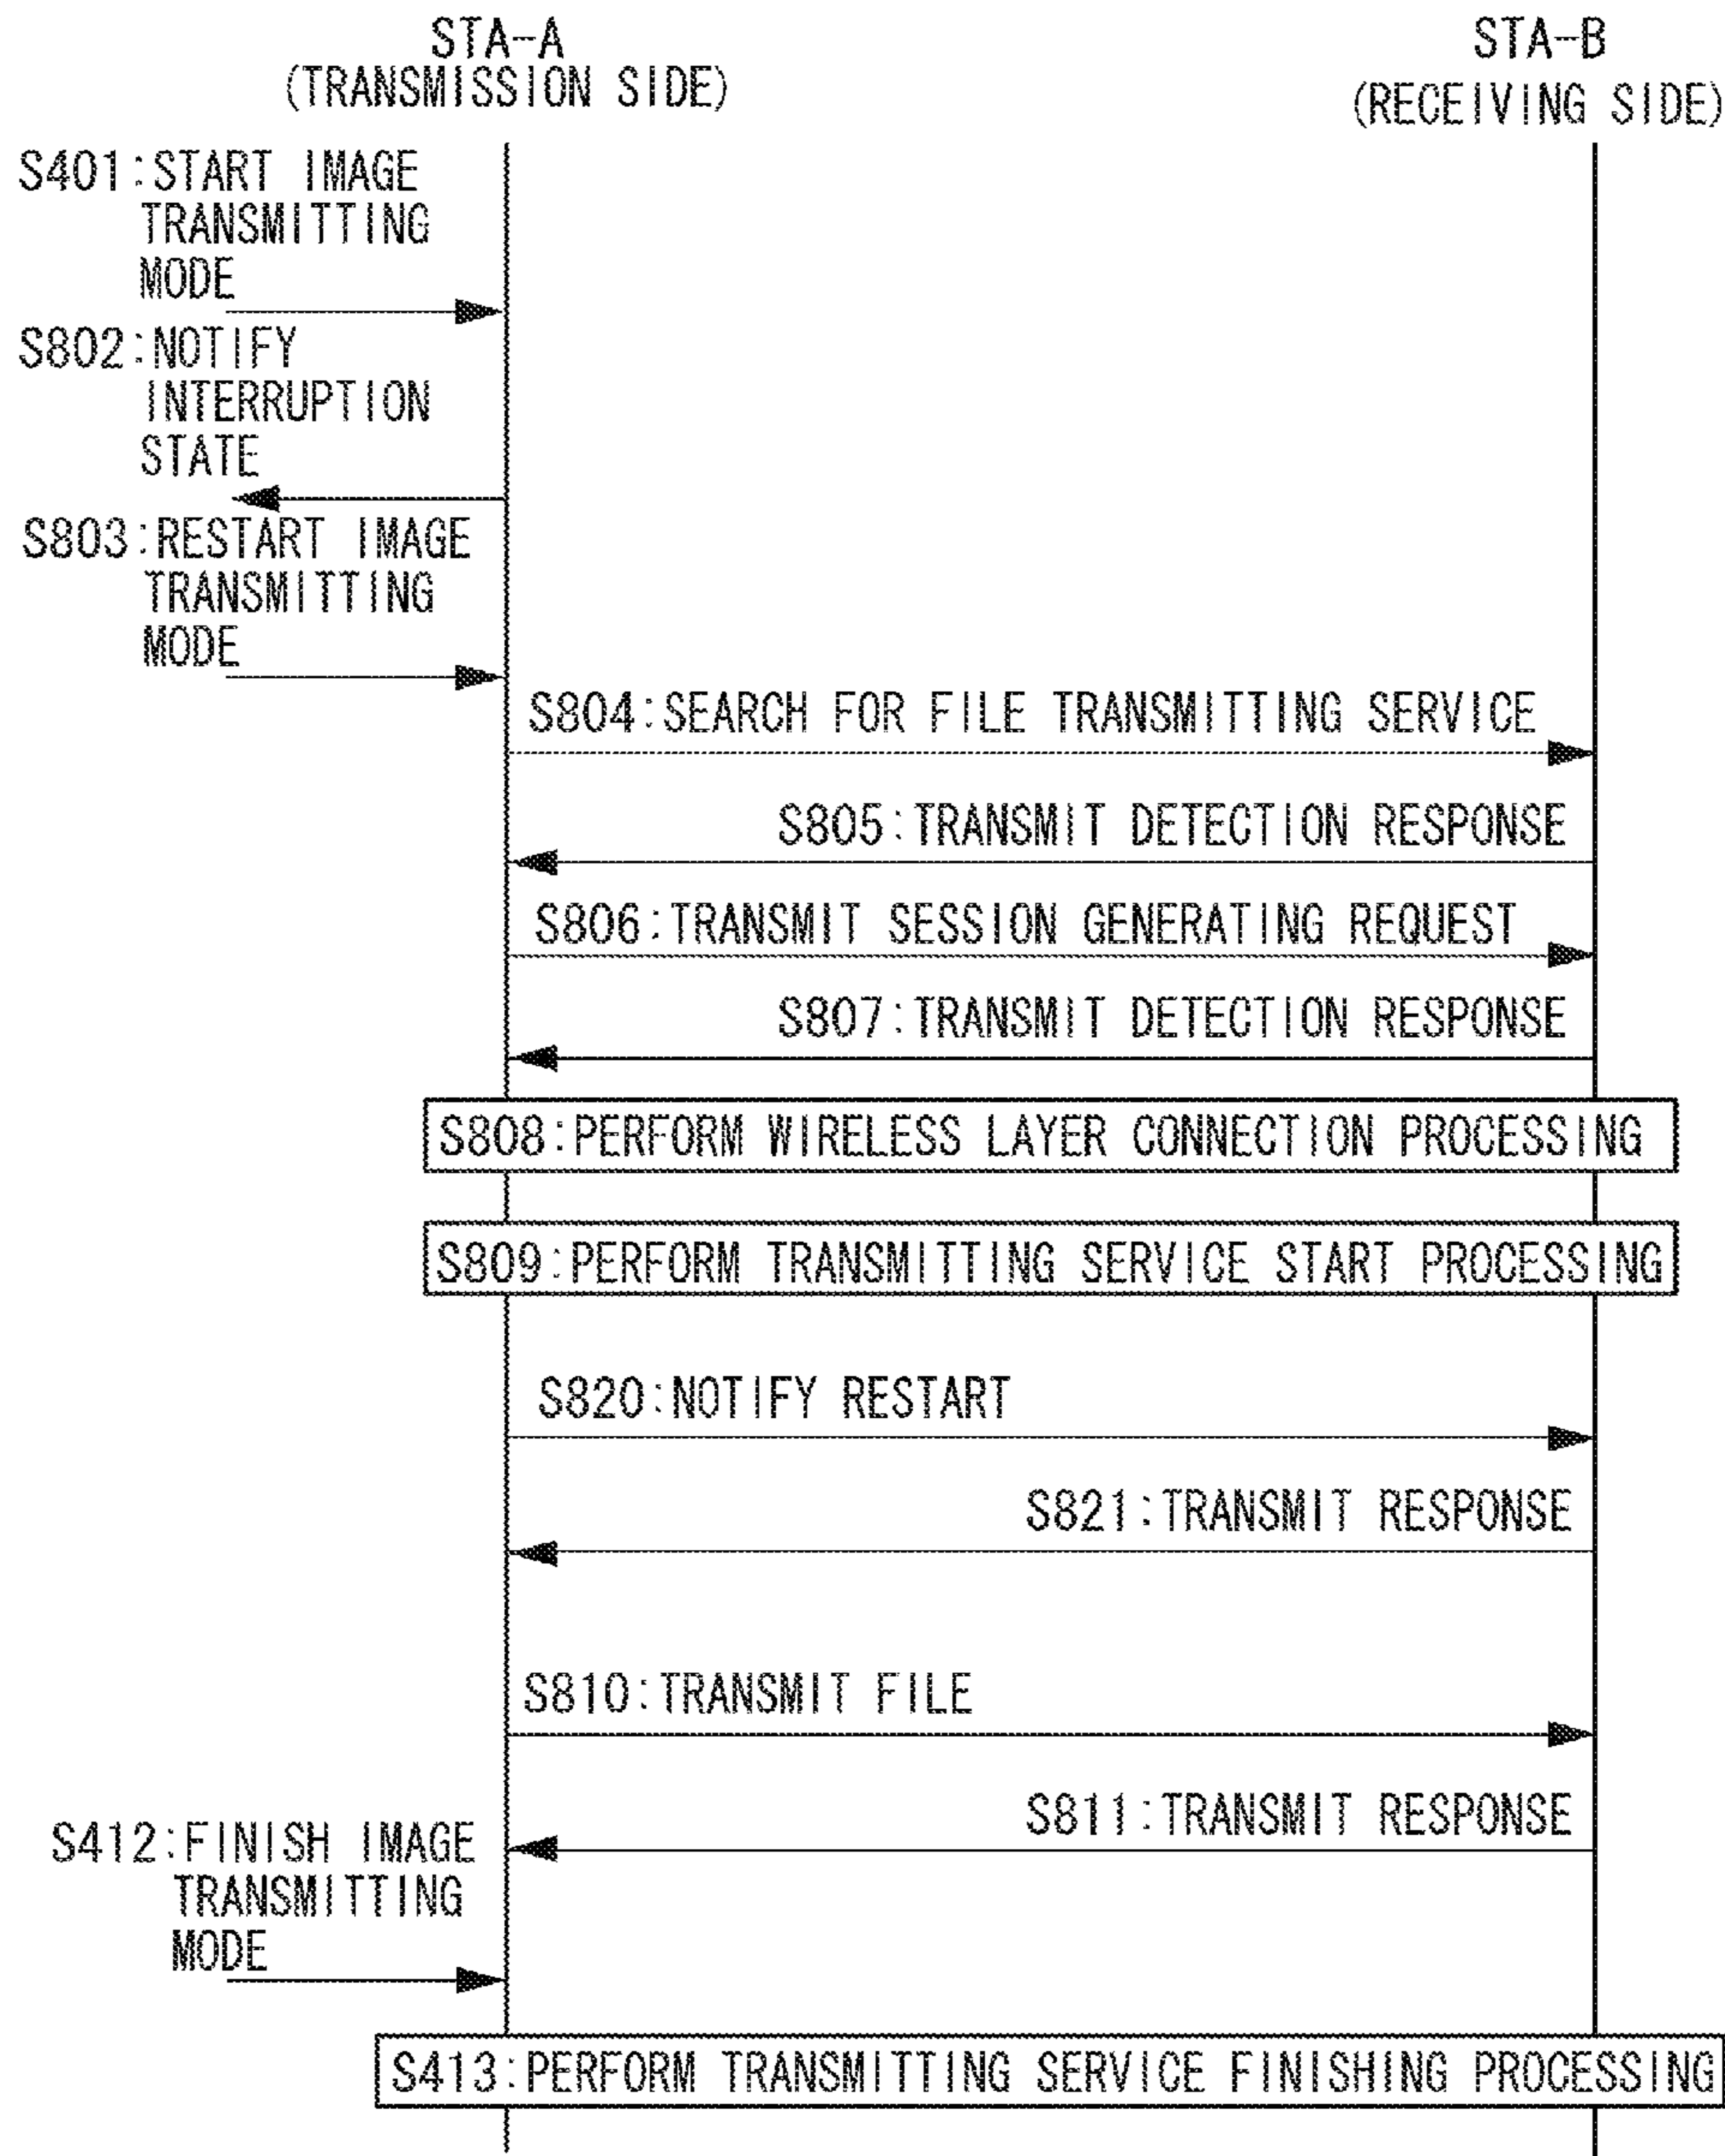 STA-A
(TRANSMISSION SIDE)
STA-B
(RECEIVING SIDE)
S401:START IMAGE
TRANSMITTING
MODE
S802:NOTIFY
INTERRUPTION
STATE
S803:RESTART IMAGE
TRANSMITTING
MODE
S804:SEARCH FOR FILE TRANSMITTING SERVICE
S805:TRANSMIT DETECTION RESPONSE
S806:TRANSMIT SESSION GENERATING REQUEST
S807:TRANSMIT DETECTION RESPONSE
S808:PERFORM WIRELESS LAYER CONNECTION PROCESSING
S809:PERFORM TRANSMITTING SERVICE START PROCESSING
S820:NOTIFY RESTART
S821:TRANSMIT RESPONSE
S810:TRANSMIT FILE
S811:TRANSMIT RESPONSE
S412:FINISH IMAGE
TRANSMITTING
MODE
S413:PERFORM TRANSMITTING SERVICE FINISHING PROCESSING